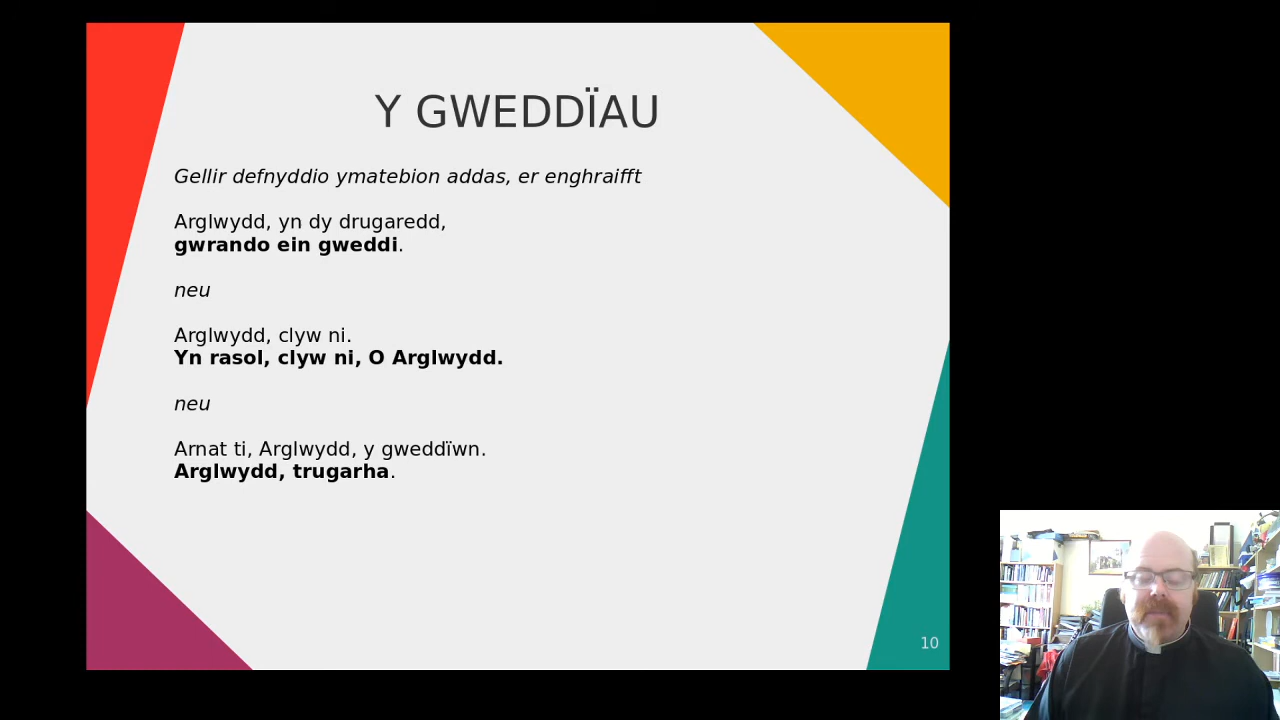 Y GWEDDÏAU
Gellir defnyddio ymatebion addas, er enghraifft
Arglwydd, yn dy drugaredd,
gwrando ein gweddi.
neu
Arglwydd, clyw ni.
Yn rasol, clyw ni, O Arglwydd.
neu
Arnat ti, Arglwydd, y gweddïwn.
Arglwydd, trugarha.
10